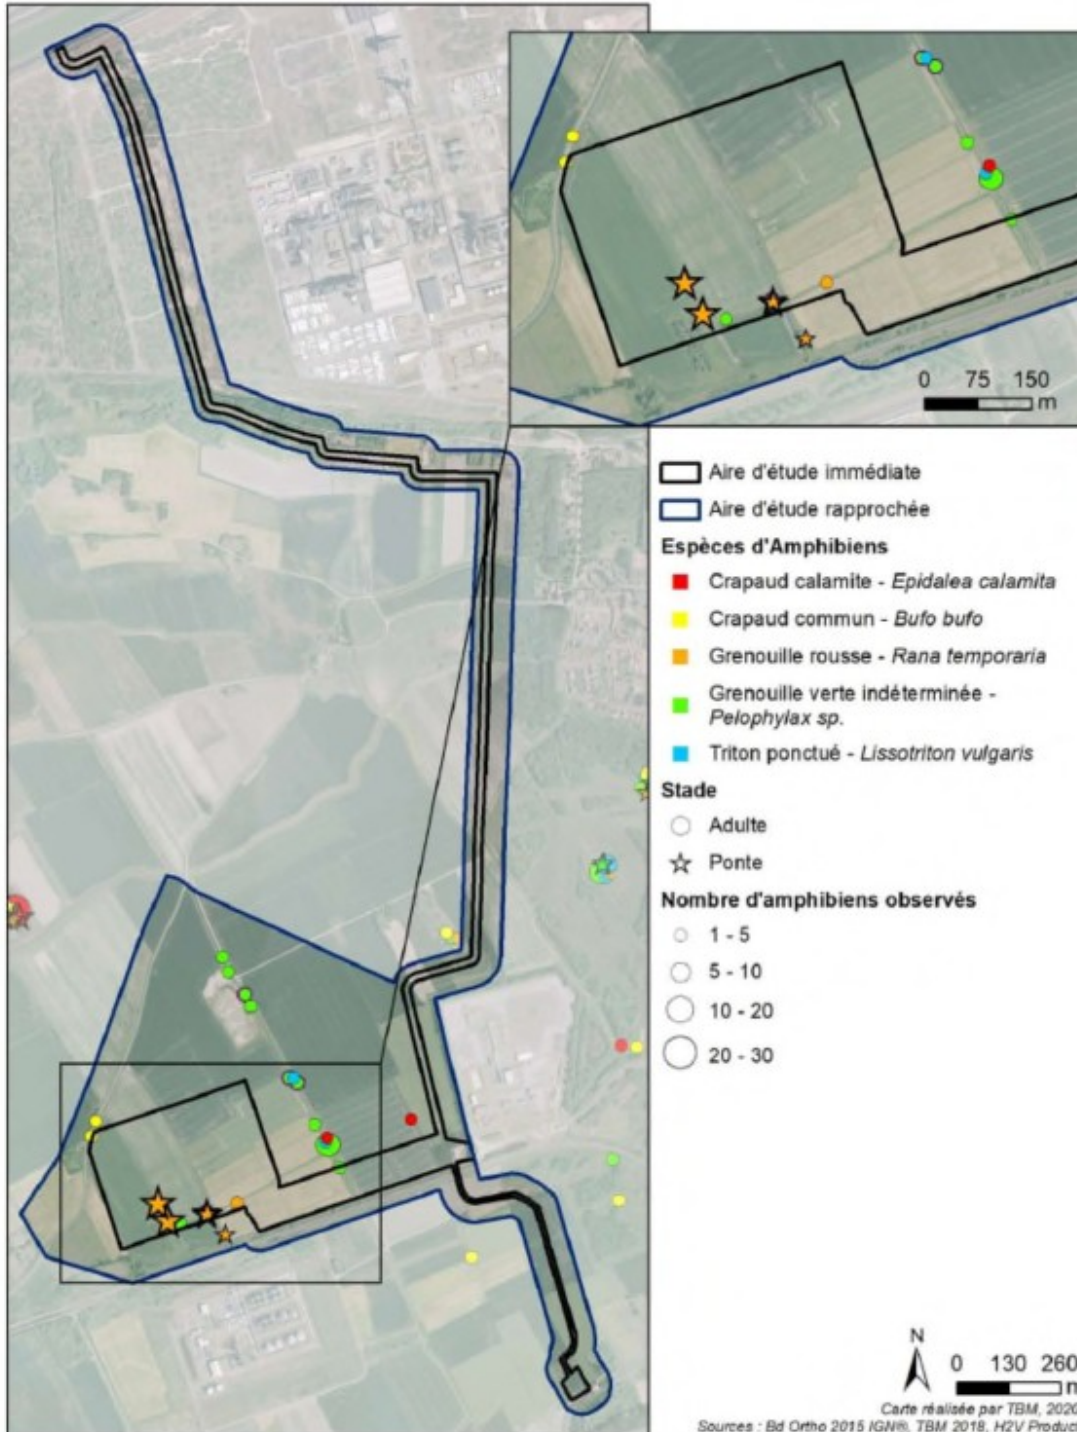 0 75 150
m
Aire d'étude immédiate
Aire d'étude rapprochée
Espèces d'Amphibiens
Crapaud calamite - Epidalea calamita
Crapaud commun - Bufo bufo
Grenouille rousse - Rana temporaria
Grenouille verte indéterminée -
Pelophylax sp.
Triton ponctué - Lissotriton vulgaris
Stade
Adulte
Ponte
Nombre d'amphibiens observés
1 - 5
5 - 10
10 - 20
20 - 30
N
0 130 260
m
Carte réalisée par TBM, 2020
Sources : Bd Ortho 2015 IGN®, TBM 2018, H2V Product